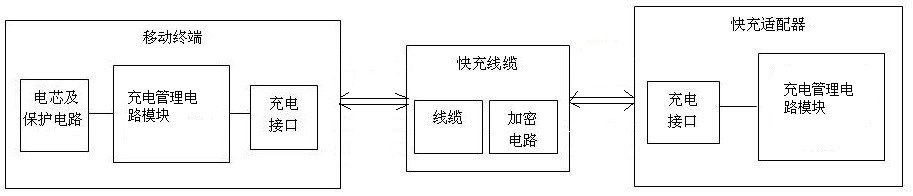 移动终端
电芯及
保护电路
充电管理电
路模块
充电
接口
快充线缆
线缆
加密
电路
快充适配器
充电
接口
充电管理电
路模块